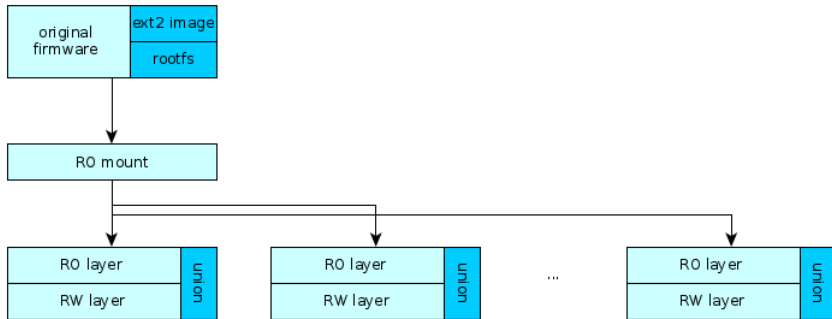 original
firmware
ext2 image
rootfs
RO mount
RO layer
RW layer
union
RO layer
RW layer
union
...
RO layer
RW layer
union